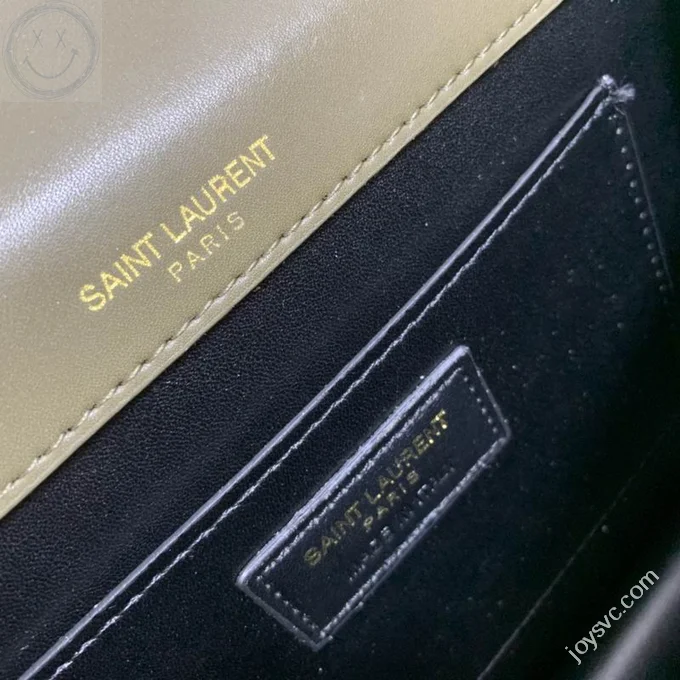 SAINT LAURENT
PARIS
SAINT LAURENT
PARIS
MADE IN ITALY
joysvc.com